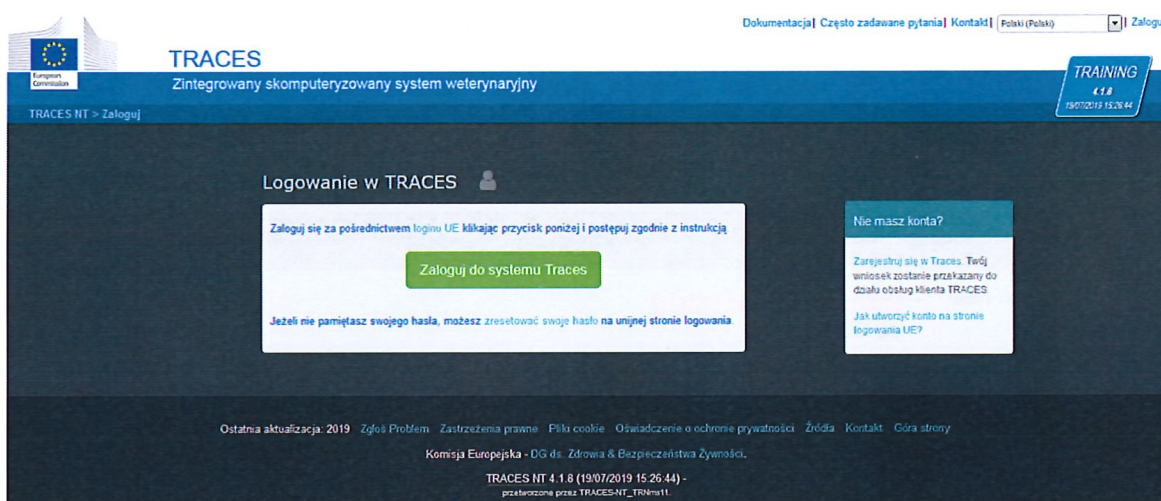 Dokumentacja| Często zadawane pytania| Kontakt| Polski (Polski) | Zalogu
European
Commission
TRACES
Zintegrowany skomputeryzowany system weterynaryjny
TRAINING
4.1.8
19/07/2019 15:26:44
TRACES NT > Zaloguj
Logowanie w TRACES
Zaloguj się za pośrednictwem loginu UE klikając przycisk poniżej i postępuj zgodnie z instrukcją
Zaloguj do systemu Traces
Jeżeli nie pamiętasz swojego hasła, możesz zresetować swoje hasło na unijnej stronie logowania
Nie masz konta?
Zarejestruj się w Traces. Twój
wniosek zostanie przekazany do
działu obsług klienta TRACES
Jak utworzyć konto na stronie
logowania UE?
Ostatnia aktualizacja: 2019 Zgłoś Problem Zastrzeżenia prawne Pliki cookie Oświadczenie o ochronie prywatności Źródła Kontakt Góra strony
Komisja Europejska - DG ds. Zdrowia & Bezpieczeństwa Żywności.
TRACES NT 4.1.8 (19/07/2019 15:26:44) -
przetworzone przez TRACES-NT_TRNms11.